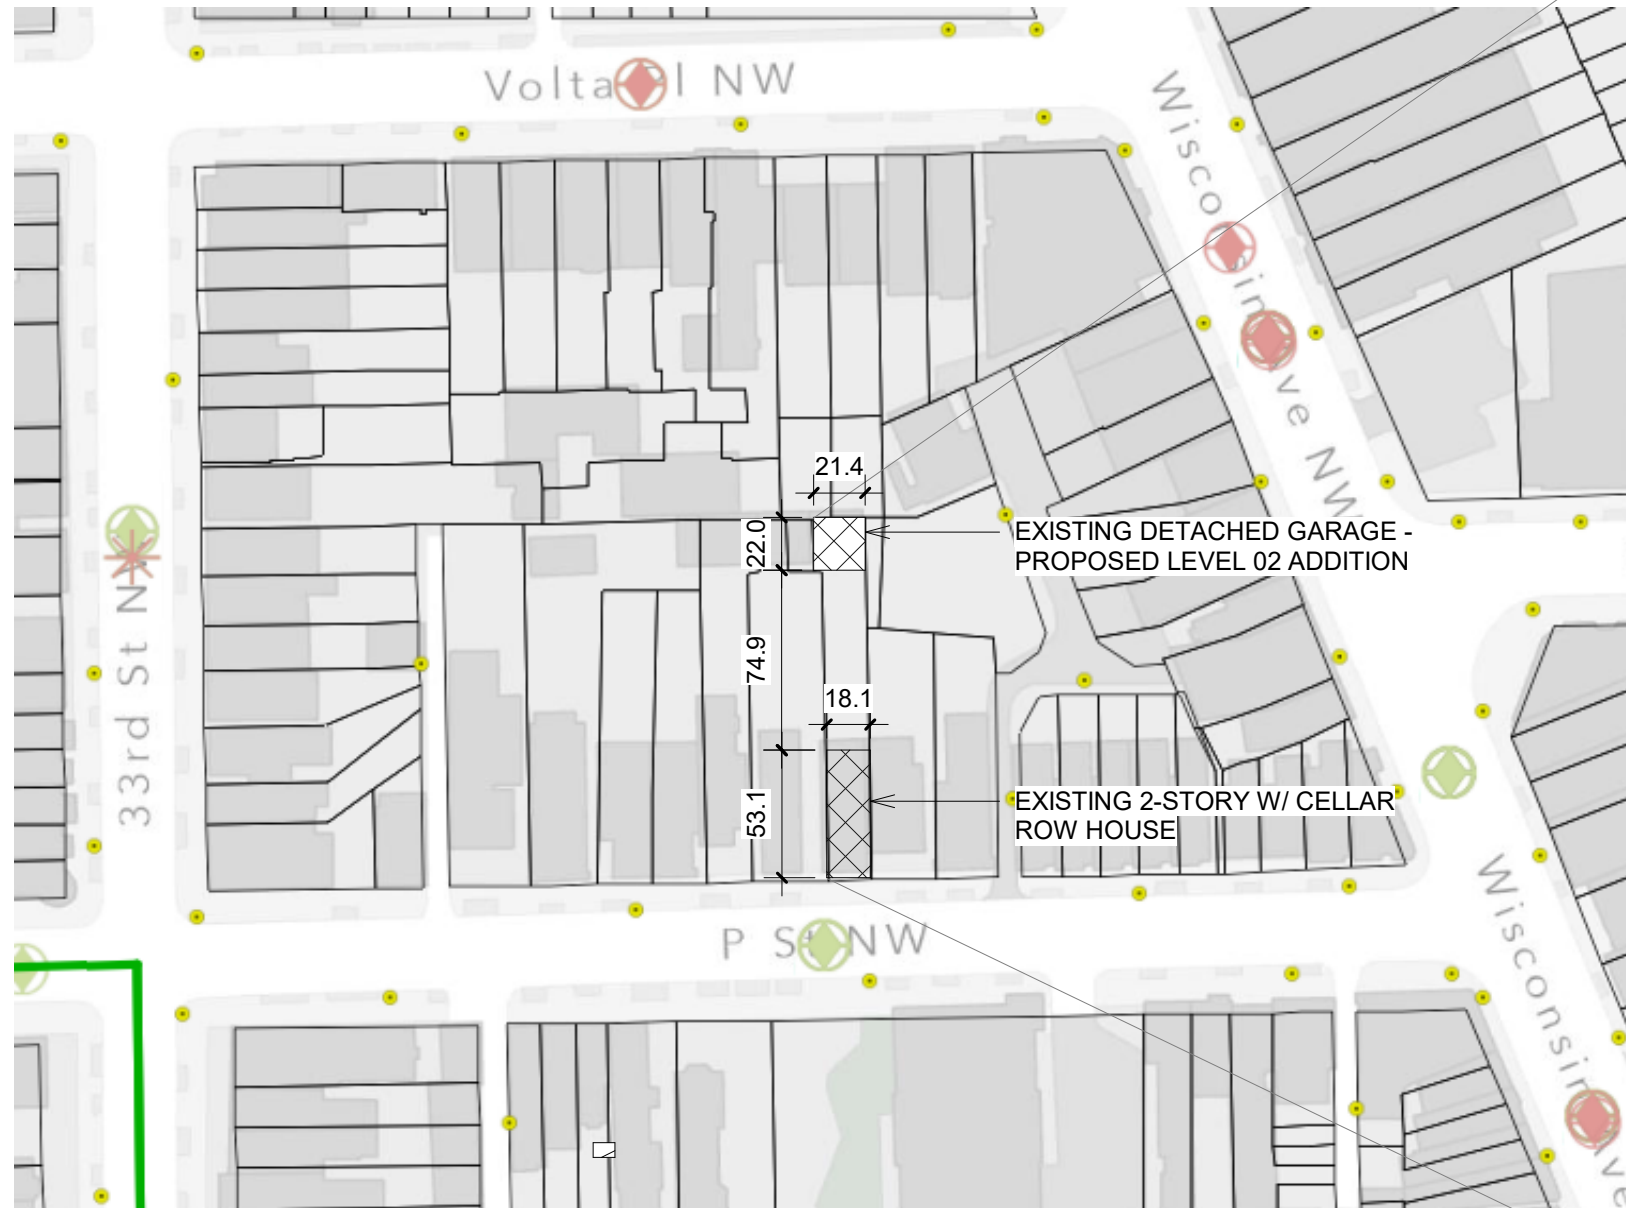 Volta Pl NW
Wisconsin Ave NW
21.4
22.0
EXISTING DETACHED GARAGE -
PROPOSED LEVEL 02 ADDITION
33rd St N
74.9
18.1
53.1
EXISTING 2-STORY W/ CELLAR
ROW HOUSE
P St NW
Wisconsin Ave